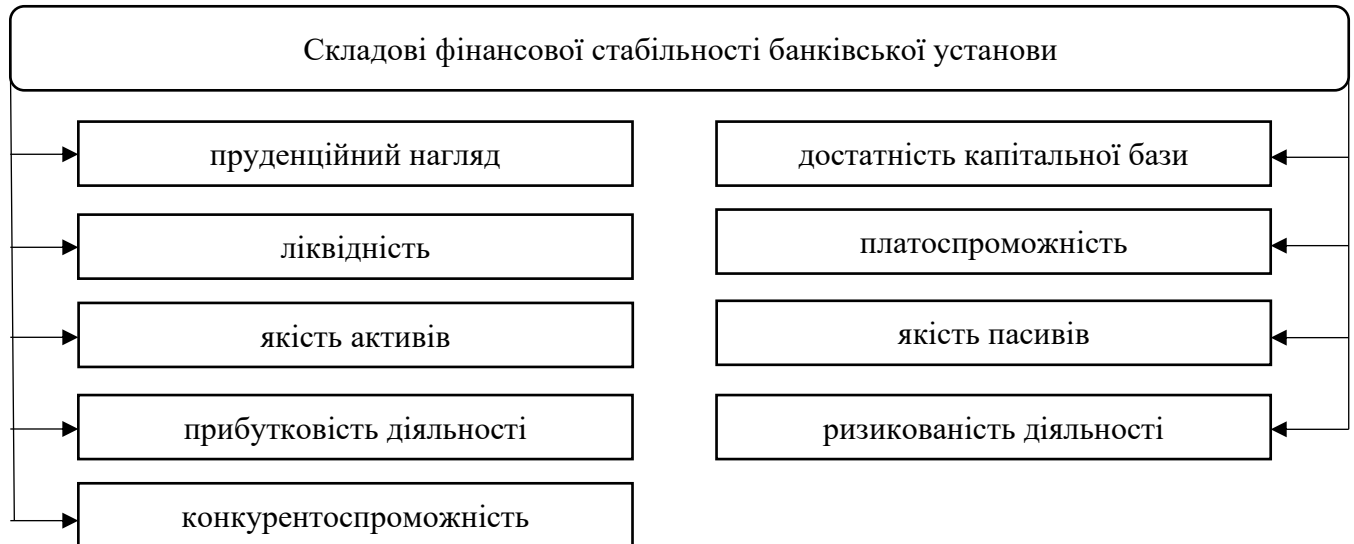 Складові фінансової стабільності банківської установи
пруденційний нагляд
достатність капітальної бази
ліквідність
платоспроможність
якість активів
якість пасивів
прибутковість діяльності
ризикованість діяльності
конкурентоспроможність